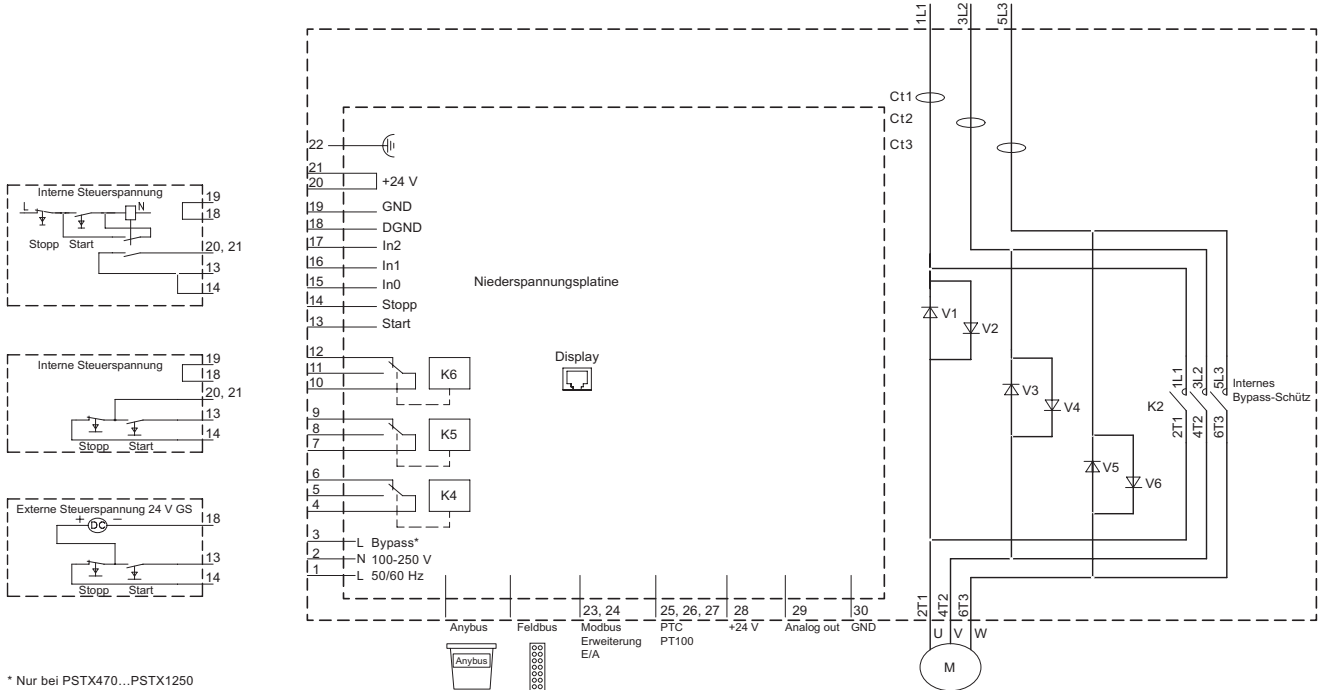 1L1
3L2
5L3
Ct1
Ct2
Ct3
22
21
20
+24 V
19
GND
18
DGND
17
In2
16
In1
15
In0
14
Stopp
13
Start
Niederspannungsplatine
Display
12
11
10
K6
9
8
7
K5
6
5
4
K4
3
L Bypass*
2
N 100-250 V
1
L 50/60 Hz
Interne Steuerspannung
L
N
Stopp
Start
19
18
20, 21
13
14
Interne Steuerspannung
19
18
20, 21
13
14
Stopp
Start
Externe Steuerspannung 24 V GS
+
DC
–
18
13
14
Stopp
Start
V1
V2
V3
V4
V5
V6
1L1
3L2
5L3
K2
2T1
4T2
6T3
Internes
Bypass-Schütz
Anybus
Anybus
Feldbus
23, 24
Modbus
Erweiterung
E/A
25, 26, 27
PTC
PT100
28
+24 V
29
Analog out
30
GND
2T1
4T2
6T3
U
V
W
M
* Nur bei PSTX470...PSTX1250